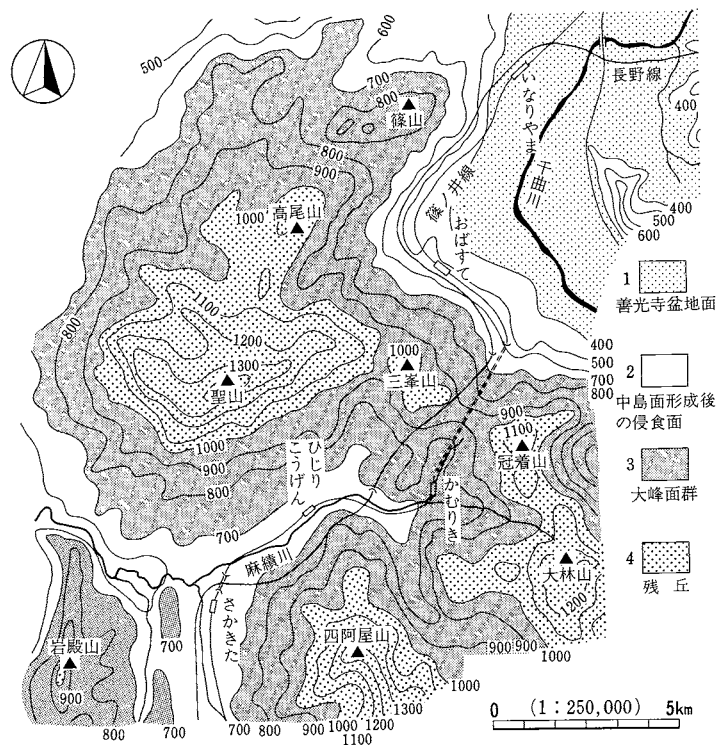 600
500
700
800
篠山
いなりやま
長野線
400
千曲川
篠ノ井線
おばすて
400
500
600
800
900
1000
高尾山
1100
1200
1300
聖山
800
1000
三峯山
1000
900
800
700
ひじり
こうげん
400
500
700
800
900
1100
冠着山
かむりき
麻績川
さかきた
大林山
1200
四阿屋山
岩殿山
900
700
800
700
700
800
900
1000
1100
1200
1300
1000
900
900
1000
1
善光寺盆地面
2
中島面形成後
の侵食面
3
大峰面群
4
残丘
0 (1:250,000) 5km